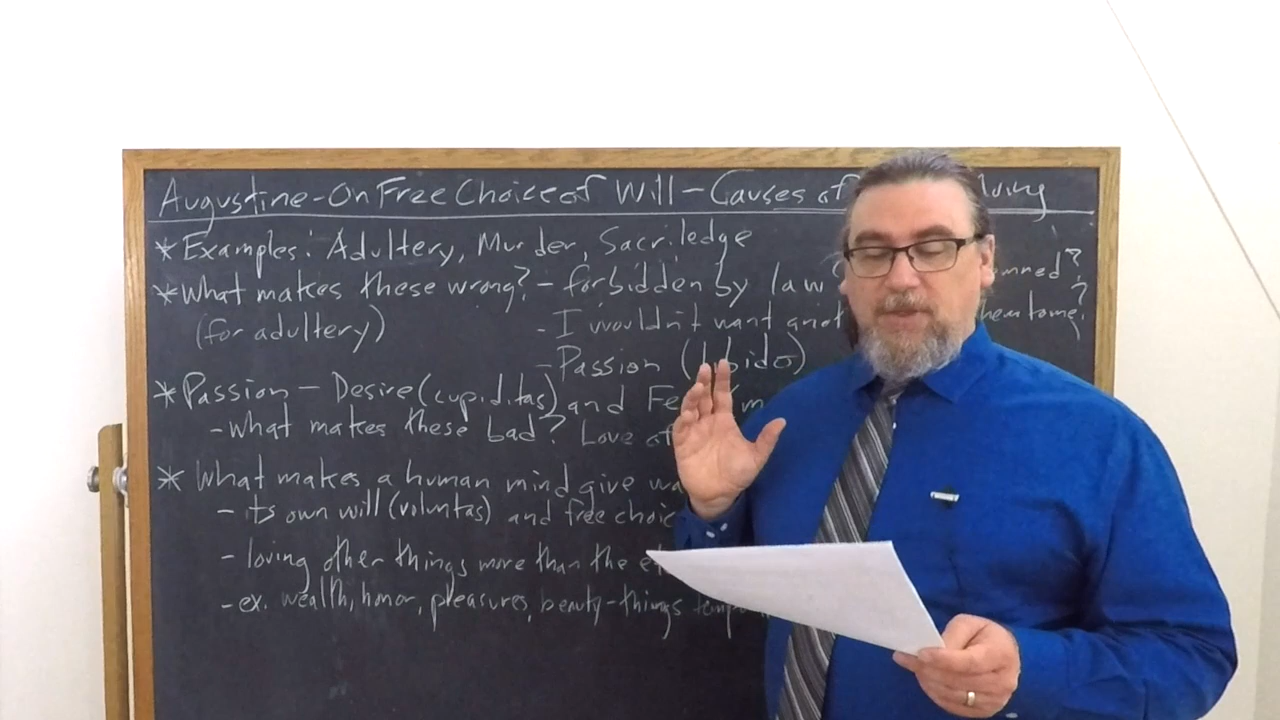 Augustine - On Free Choice of Will - Causes of
* Examples: Adultery, Murder, Sacriledge
* What makes these wrong? - forbidden by law?
(for adultery) - I wouldn't want
- Passion (libido)
* Passion - Desire (cupiditas) and
- what makes these bad? Love of
* What makes a human mind give
- its own will (voluntas) and free
- loving other things more than the
- ex. wealth, honor, pleasures, beauty - things